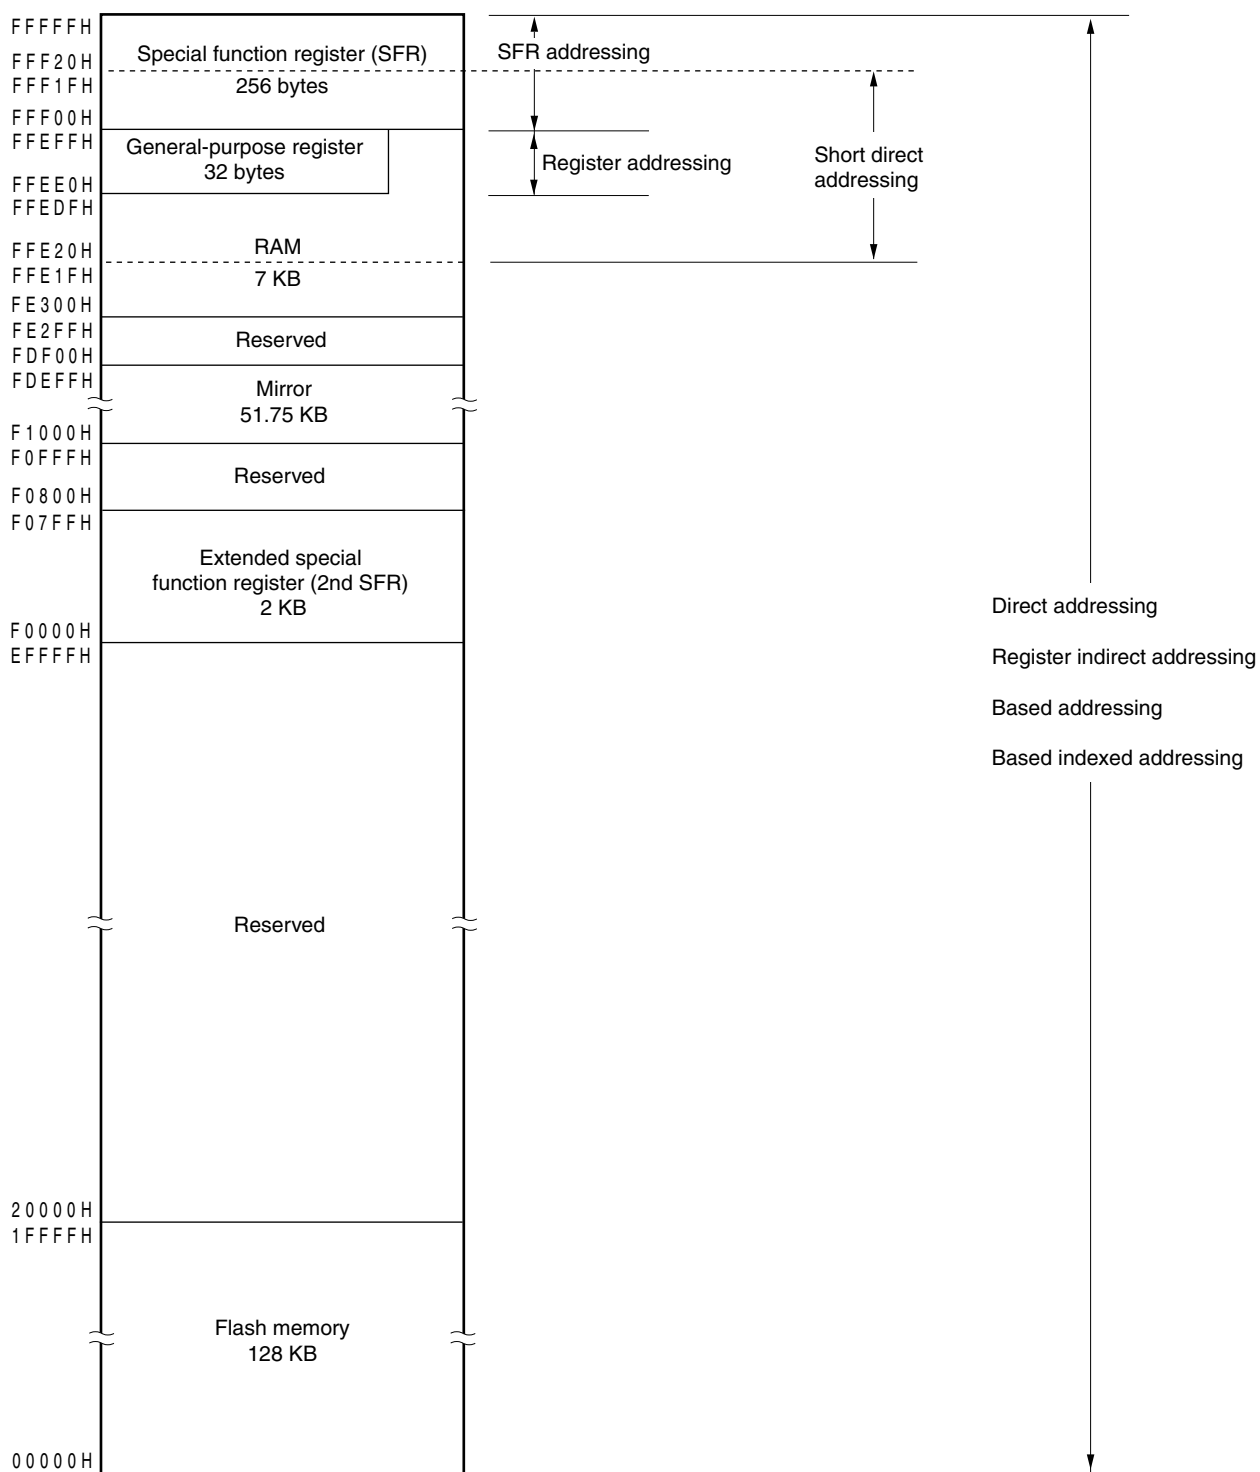 FFFFFH
SFR addressing
FFF20H
Special function register (SFR)
FFF1FH
256 bytes
FFF00H
FFEFFH
General-purpose register
32 bytes
Register addressing
Short direct
addressing
FFEE0H
FFEDFH
FFE20H
RAM
FFE1FH
7 KB
FE300H
FE2FFH
Reserved
FDF00H
FDEFFH
Mirror
51.75 KB
F1000H
F0FFFH
Reserved
F0800H
F07FFH
Extended special
function register (2nd SFR)
2 KB
F0000H
EFFFFH
Direct addressing
Register indirect addressing
Based addressing
Based indexed addressing
Reserved
20000H
1FFFFH
Flash memory
128 KB
00000H